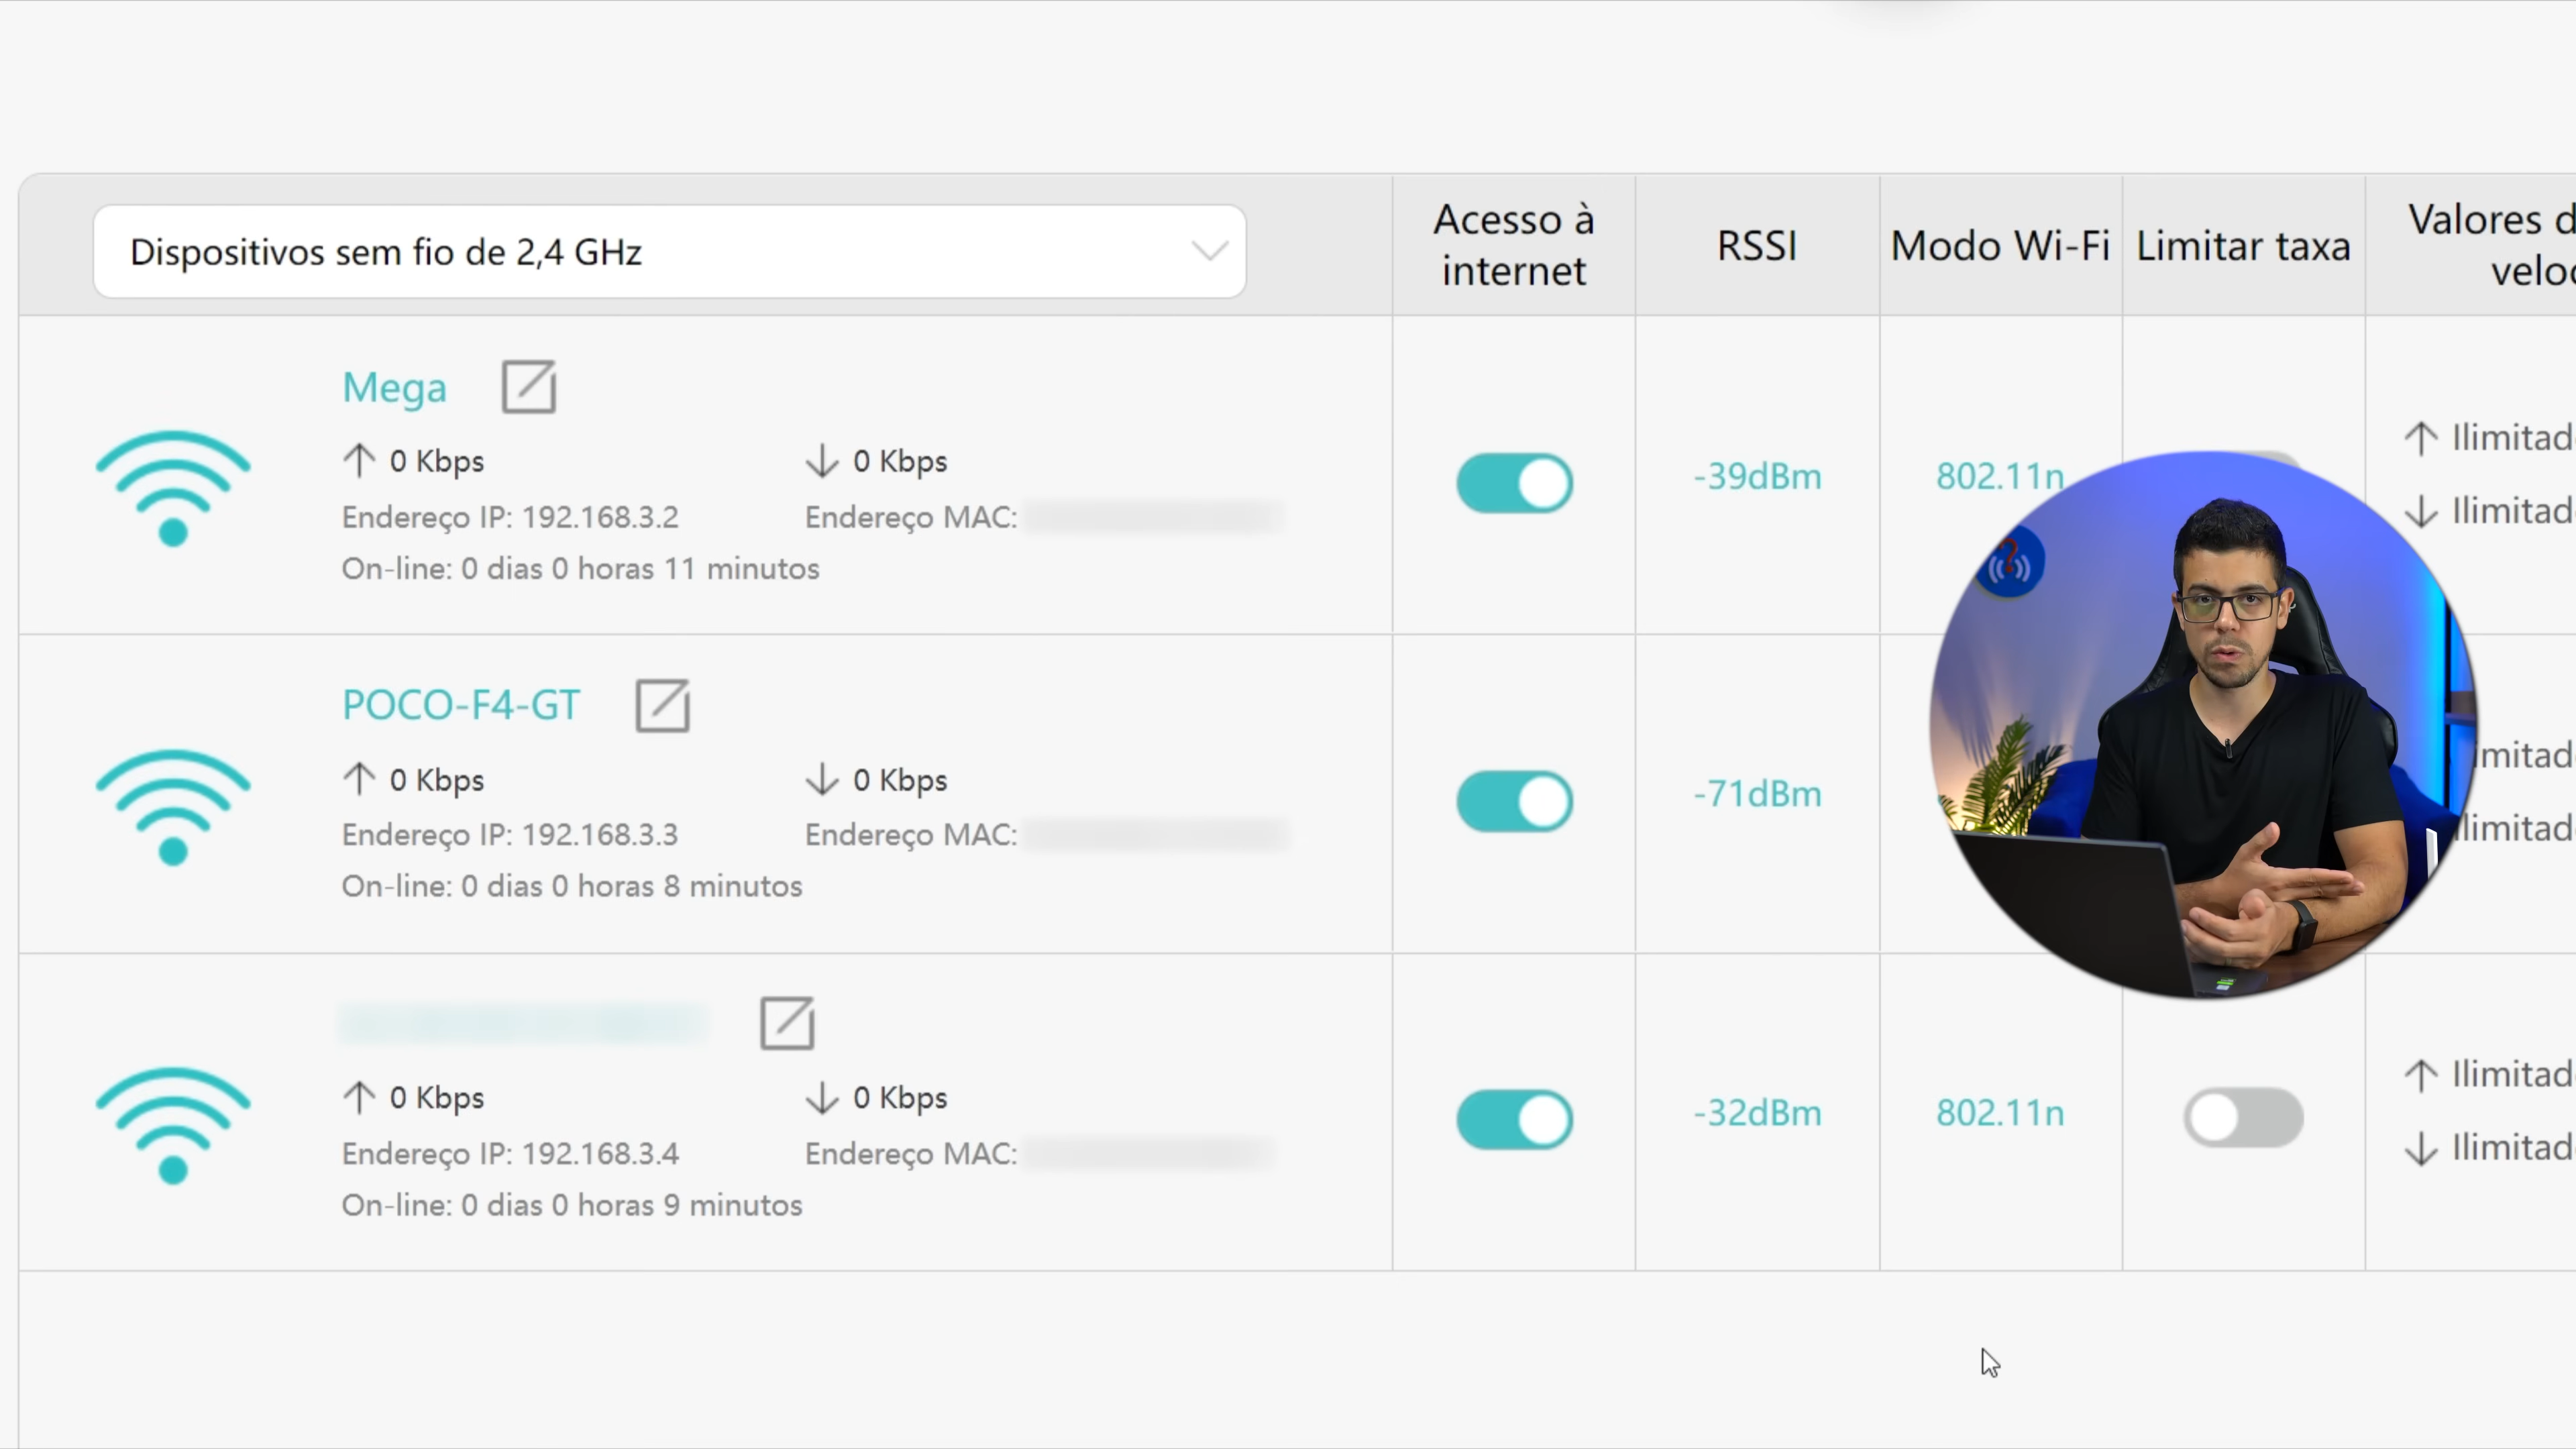 Dispositivos sem fio de 2,4 GHz
Acesso à
internet
RSSI
Modo Wi-Fi
Limitar taxa
Valores d
veloc
Mega
0 Kbps
0 Kbps
Endereço IP: 192.168.3.2
Endereço MAC:
On-line: 0 dias 0 horas 11 minutos
-39dBm
802.11n
Ilimitad
Ilimitad
POCO-F4-GT
0 Kbps
0 Kbps
Endereço IP: 192.168.3.3
Endereço MAC:
On-line: 0 dias 0 horas 8 minutos
-71dBm
imitad
limitad
0 Kbps
0 Kbps
Endereço IP: 192.168.3.4
Endereço MAC:
On-line: 0 dias 0 horas 9 minutos
-32dBm
802.11n
Ilimitad
Ilimitad